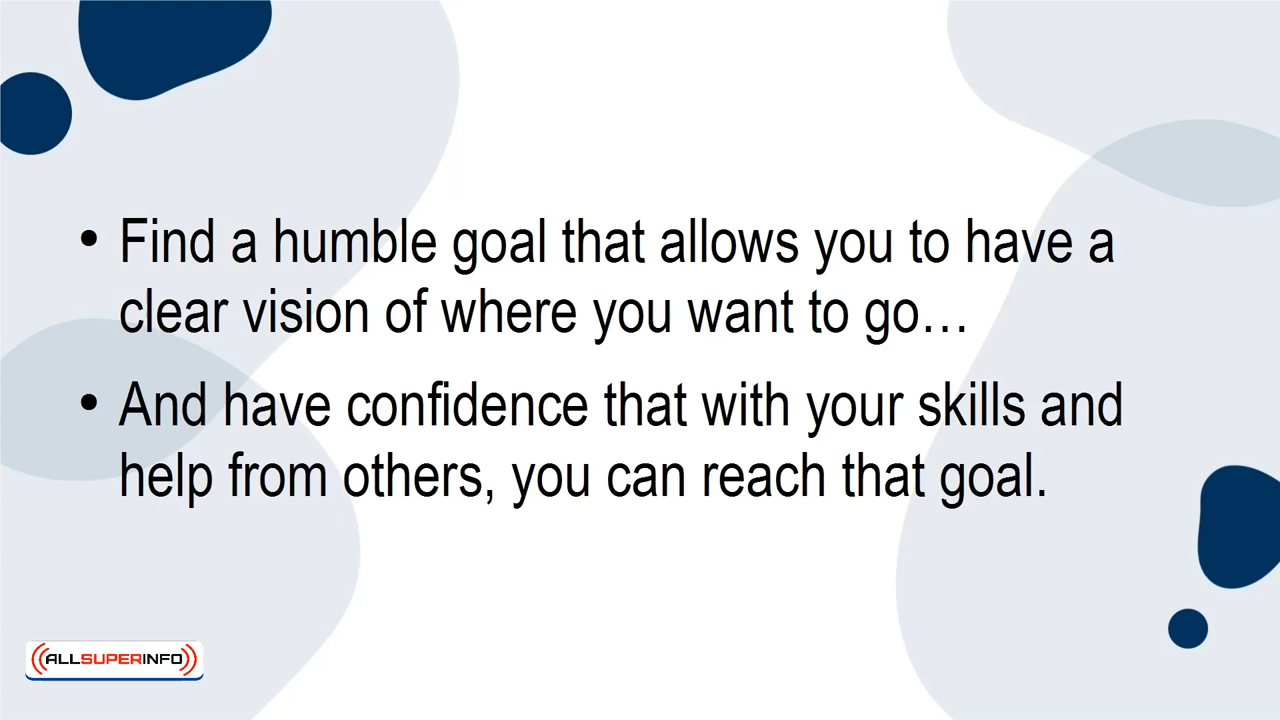 • Find a humble goal that allows you to have a
clear vision of where you want to go…
• And have confidence that with your skills and
help from others, you can reach that goal.
ALLSUPERINFO